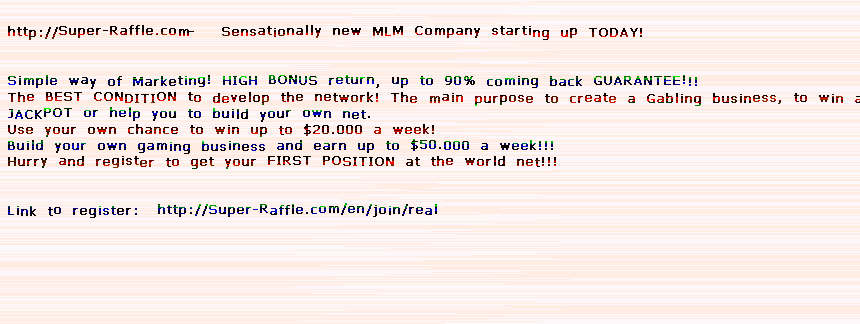 http://Super-Raffle.com- Sensationally new MLM Company starting up TODAY!
Simple way of Marketing! HIGH BONUS return, up to 90% coming back GUARANTEE!!!
The BEST CONDITION to develop the network! The main purpose to create a Gabling business, to win a
JACKPOT or help you to build your own net.
Use your own chance to win up to $20.000 a week!
Build your own gaming business and earn up to $50.000 a week!!!
Hurry and register to get your FIRST POSITION at the world net!!!
Link to register: http://Super-Raffle.com/en/join/real